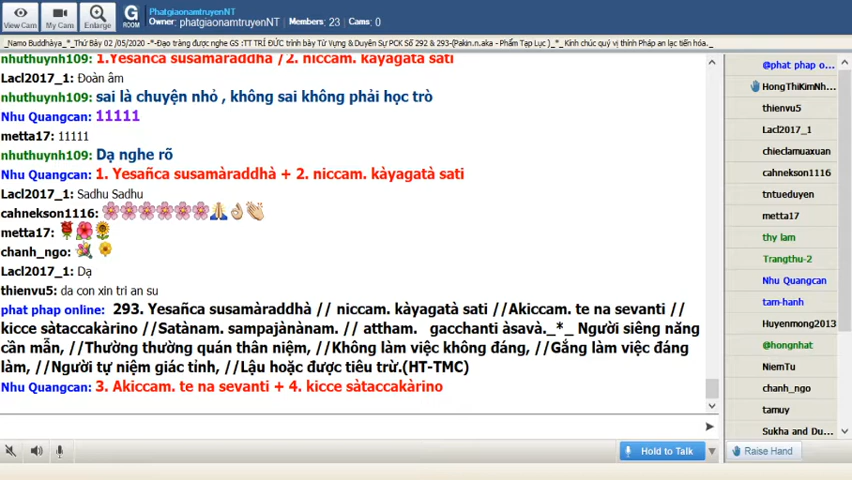 View Cam
My Cam
Enlarge
G
ROOM
PhatgiaonamtruyenNT
Owner: phatgiaonamtruyenNT
Members: 23
Cams: 0
_Namo Buddhàya_*_Thứ Bảy 02 /05/2020 -*-Đạo tràng được nghe GS :TT TRÍ ĐỨC trình bày Từ Vựng & Duyên Sự PCK Số 292 & 293-(Pakin.n.aka - Phẩm Tạp Lục )_*_ Kính chúc quý vị thính Pháp an lạc tiến hóa._
nhuthuynh109: 1.Yesañca susamàraddhà /2. niccam. kàyagatà sati
Lacl2017_1: Đoàn âm
nhuthuynh109: sai là chuyện nhỏ , không sai không phải học trò
Nhu Quangcan: 11111
metta17: 11111
nhuthuynh109: Dạ nghe rõ
Nhu Quangcan: 1. Yesañca susamàraddhà + 2. niccam. kàyagatà sati
Lacl2017_1: Sadhu Sadhu
cahnekson1116:
metta17:
chanh_ngo:
Lacl2017_1: Dạ
thienvu5: da con xin tri an su
phat phap online: 293. Yesañca susamàraddhà // niccam. kàyagatà sati //Akiccam. te na sevanti //
kicce sàtaccakàrino //Satànam. sampajànànam. // attham. gacchanti àsavà._*_ Người siêng năng
cần mẫn, //Thường thường quán thân niệm, //Không làm việc không đáng, //Gắng làm việc đáng
làm, //Người tự niệm giác tỉnh, //Lậu hoặc được tiêu trừ.(HT-TMC)
Nhu Quangcan: 3. Akiccam. te na sevanti + 4. kicce sàtaccakàrino
@phat phap o...
HongThiKimNh...
thienvu5
Lacl2017_1
chieclamuaxuan
cahnekson1116
tntueduyen
metta17
thy lam
Trangthu-2
Nhu Quangcan
tam-hanh
Huyenmong2013
@hongnhat
NiemTu
chanh_ngo
tamuy
Sukha and Du...
Hold to Talk
Raise Hand